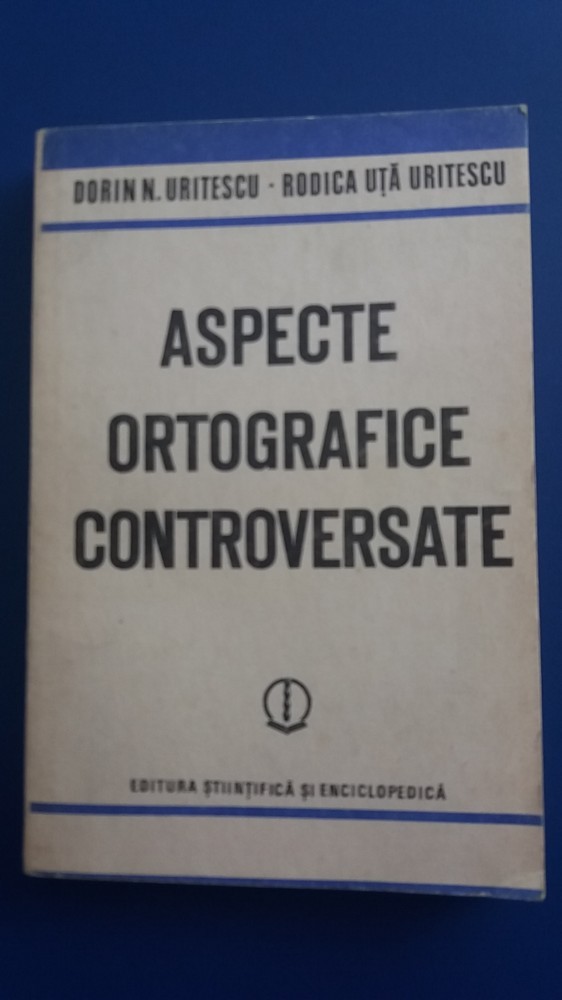 DORIN N. URITESCU - RODICA UȚĂ URITESCU
ASPECTE
ORTOGRAFICE
CONTROVERSATE
EDITURA ȘTIINȚIFICĂ ȘI ENCICLOPEDICĂ